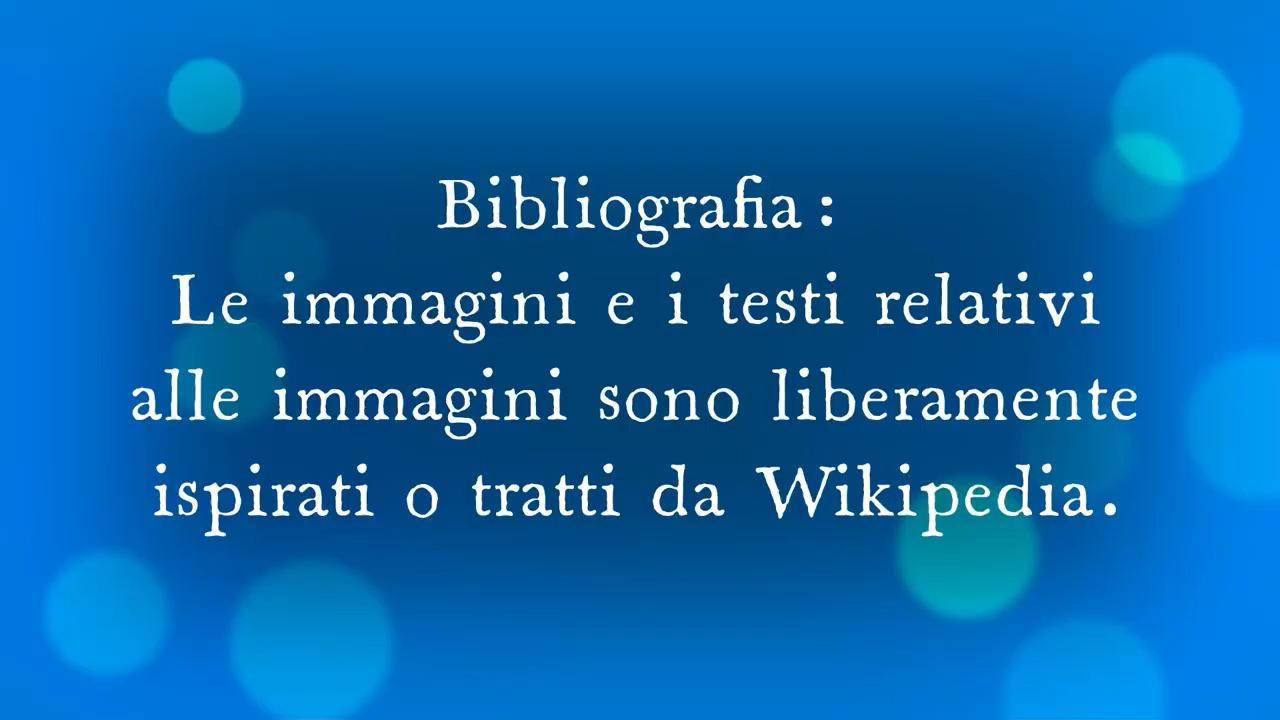 Bibliografia :
Le immagini e i testi relativi
alle immagini sono liberamente
ispirati o tratti da Wikipedia.